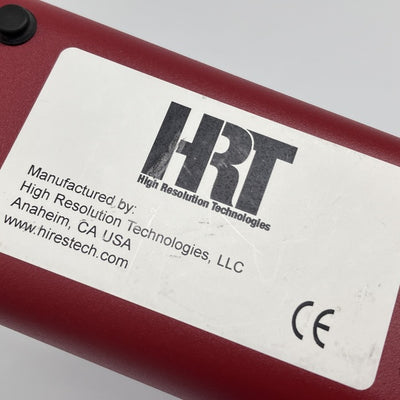 HRT
High Resolution Technologies
Manufactured by:
High Resolution Technologies, LLC
Anaheim, CA USA
www.hirestech.com
CE